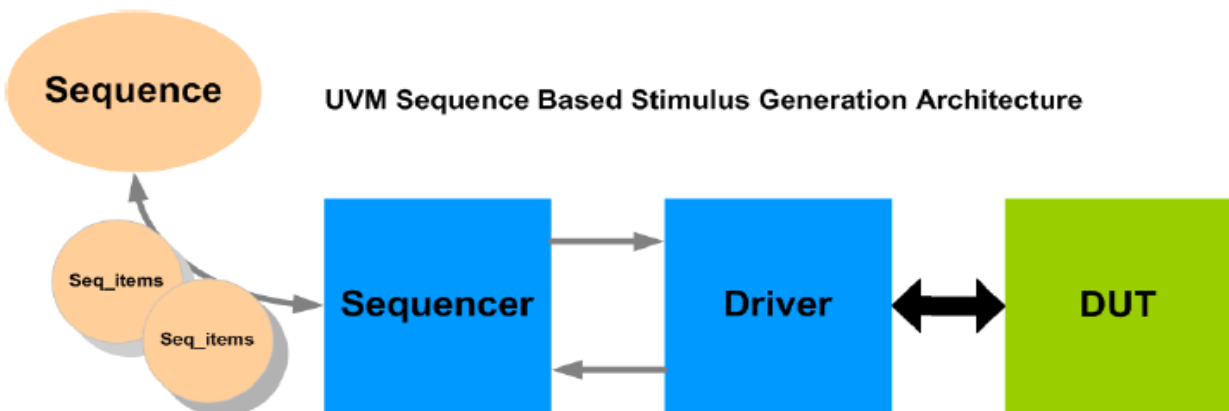 Sequence
UVM Sequence Based Stimulus Generation Architecture
Seq_items
Seq_items
Sequencer
Driver
DUT